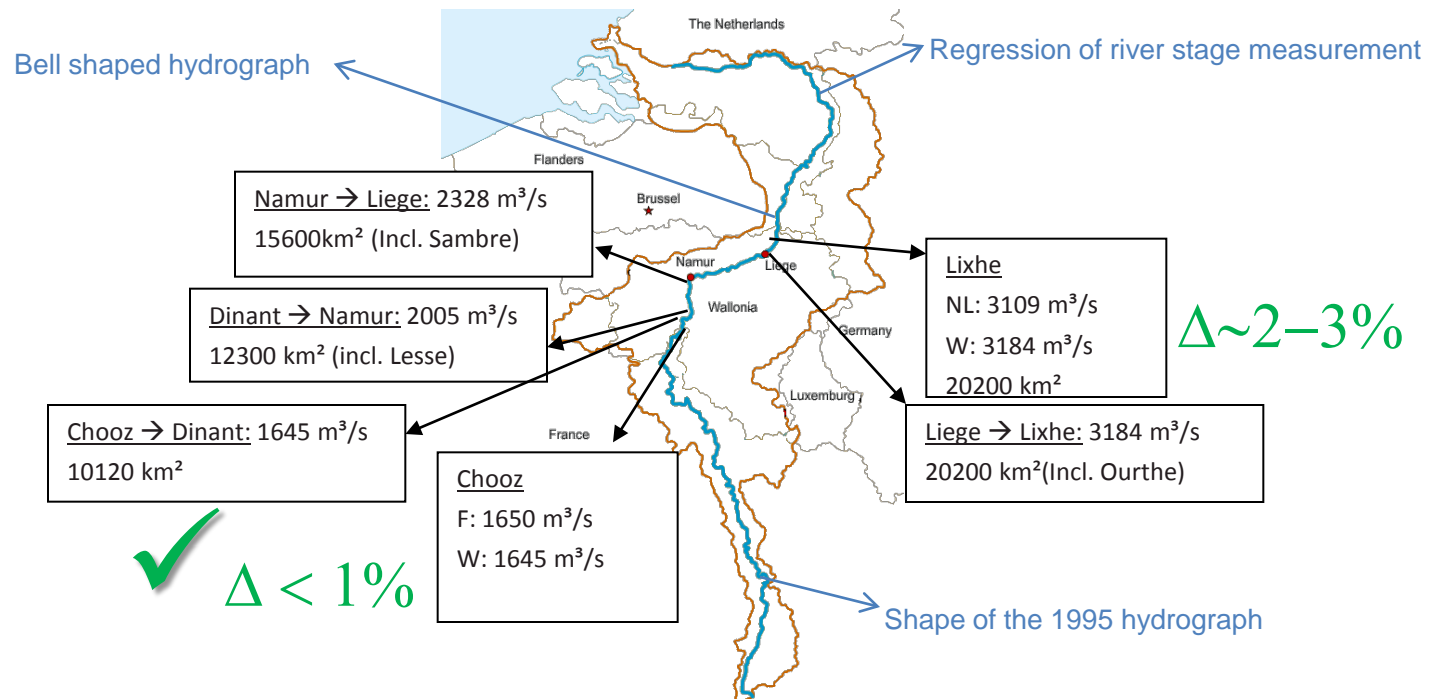 The Netherlands
Bell shaped hydrograph
Regression of river stage measurement
Flanders
Brussel
Namur → Liege: 2328 m³/s
15600km² (Incl. Sambre)
Namur
Liege
Wallonia
Germany
Luxemburg
France
Dinant → Namur: 2005 m³/s
12300 km² (incl. Lesse)
Lixhe
NL: 3109 m³/s
W: 3184 m³/s
20200 km²
Δ~2−3%
Chooz → Dinant: 1645 m³/s
10120 km²
Liege → Lixhe: 3184 m³/s
20200 km²(Incl. Ourthe)
Chooz
F: 1650 m³/s
W: 1645 m³/s
✓ Δ < 1%
Shape of the 1995 hydrograph